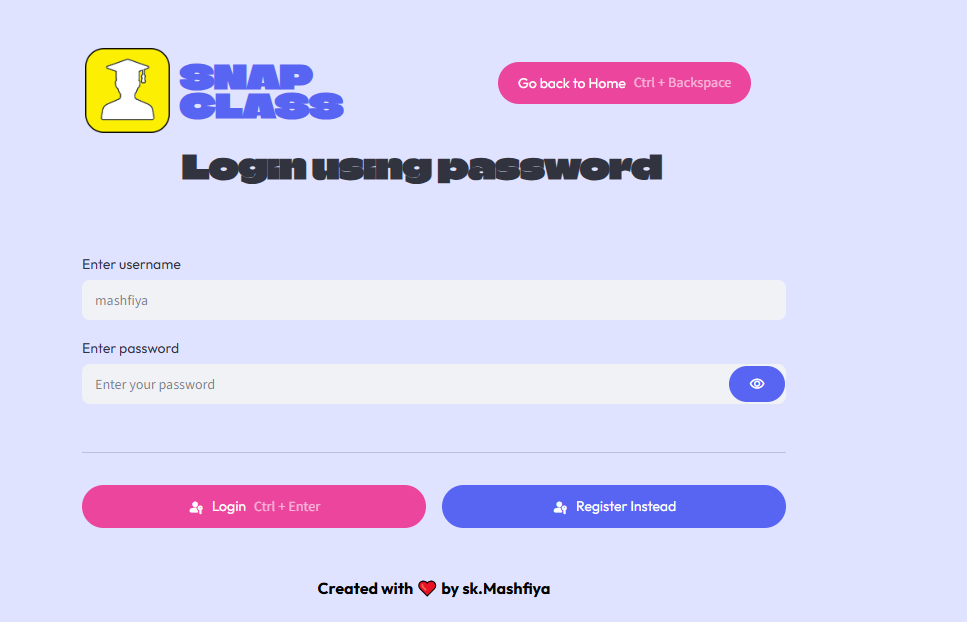 SNAP
CLASS
Go back to Home Ctrl + Backspace
Login using password
Enter username
mashfiya
Enter password
Enter your password
Login Ctrl + Enter
Register Instead
Created with ❤️ by sk.Mashfiya